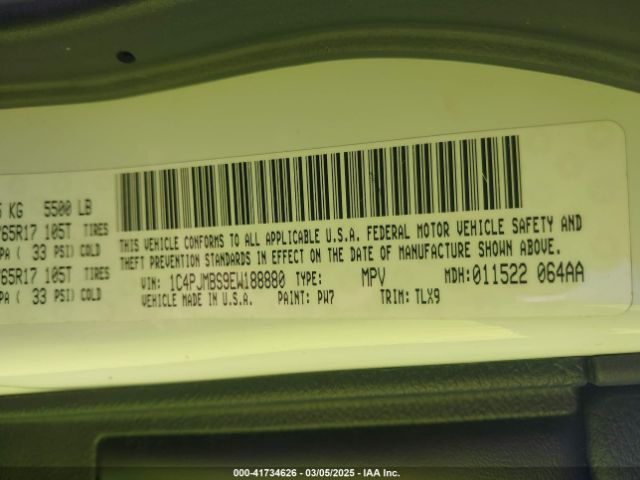 5 KG 5500 LB
765R17 105T TIRES
PA ( 33 PSI) COLD
765R17 105T TIRES
PA ( 33 PSI) COLD
THIS VEHICLE CONFORMS TO ALL APPLICABLE U.S.A. FEDERAL MOTOR VEHICLE SAFETY AND
THEFT PREVENTION STANDARDS IN EFFECT ON THE DATE OF MANUFACTURE SHOWN ABOVE.
VIN: 1C4PJMBS9EW188880 TYPE: MPV MDH: 011522 064AA
VEHICLE MADE IN U.S.A. PAINT: PW7 TRIM: TLX9
000-41734626 - 03/05/2025 - IAA Inc.